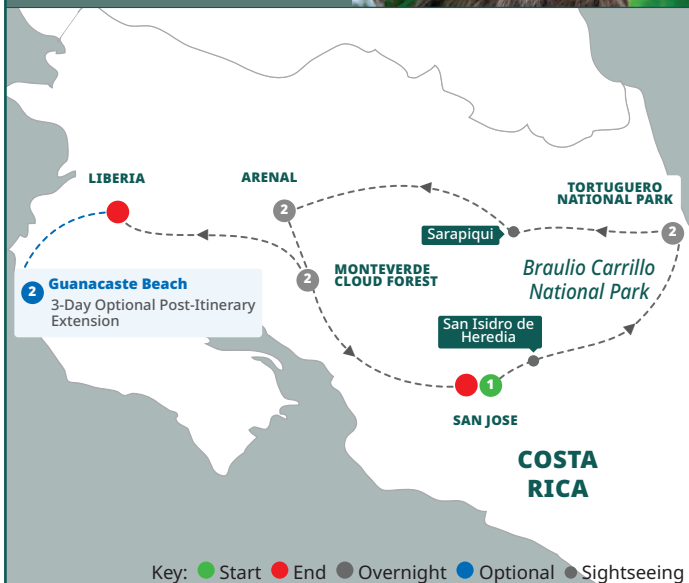 LIBERIA
ARENAL
2
TORTUGUERO
NATIONAL PARK
2
Sarapiqui
2
Guanacaste Beach
3-Day Optional Post-Itinerary
Extension
2
MONTEVERDE
CLOUD FOREST
Braulio Carrillo
National Park
San Isidro de
Heredia
1
SAN JOSE
COSTA
RICA
Key: Start End Overnight Optional Sightseeing